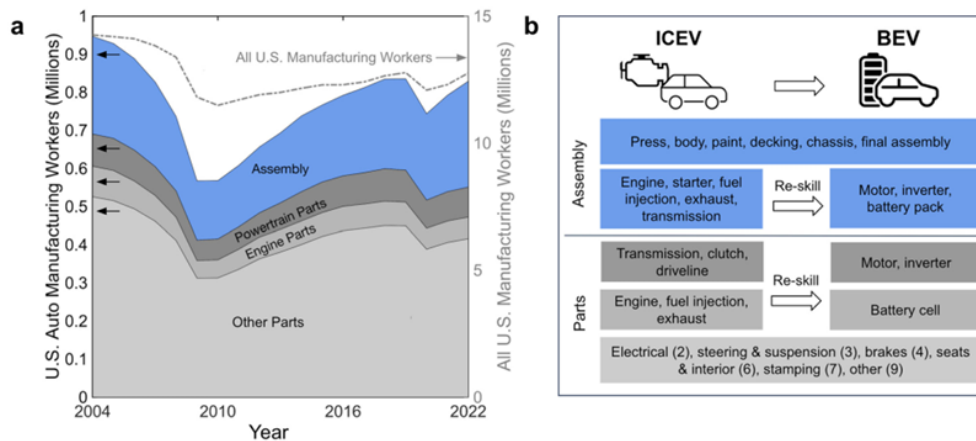 a
U.S. Auto Manufacturing Workers (Millions)
1
0.9
0.8
0.7
0.6
0.5
0.4
0.3
0.2
0.1
0
All U.S. Manufacturing Workers
Assembly
Powertrain Parts
Engine Parts
Other Parts
2004
2010
2016
2022
Year
15
10
5
0
All U.S. Manufacturing Workers (Millions)
b
ICEV
BEV
Assembly
Press, body, paint, decking, chassis, final assembly
Engine, starter, fuel
injection, exhaust,
transmission
Re-skill
Motor, inverter,
battery pack
Parts
Transmission, clutch,
driveline
Re-skill
Motor, inverter
Engine, fuel injection,
exhaust
Battery cell
Electrical (2), steering & suspension (3), brakes (4), seats
& interior (6), stamping (7), other (9)